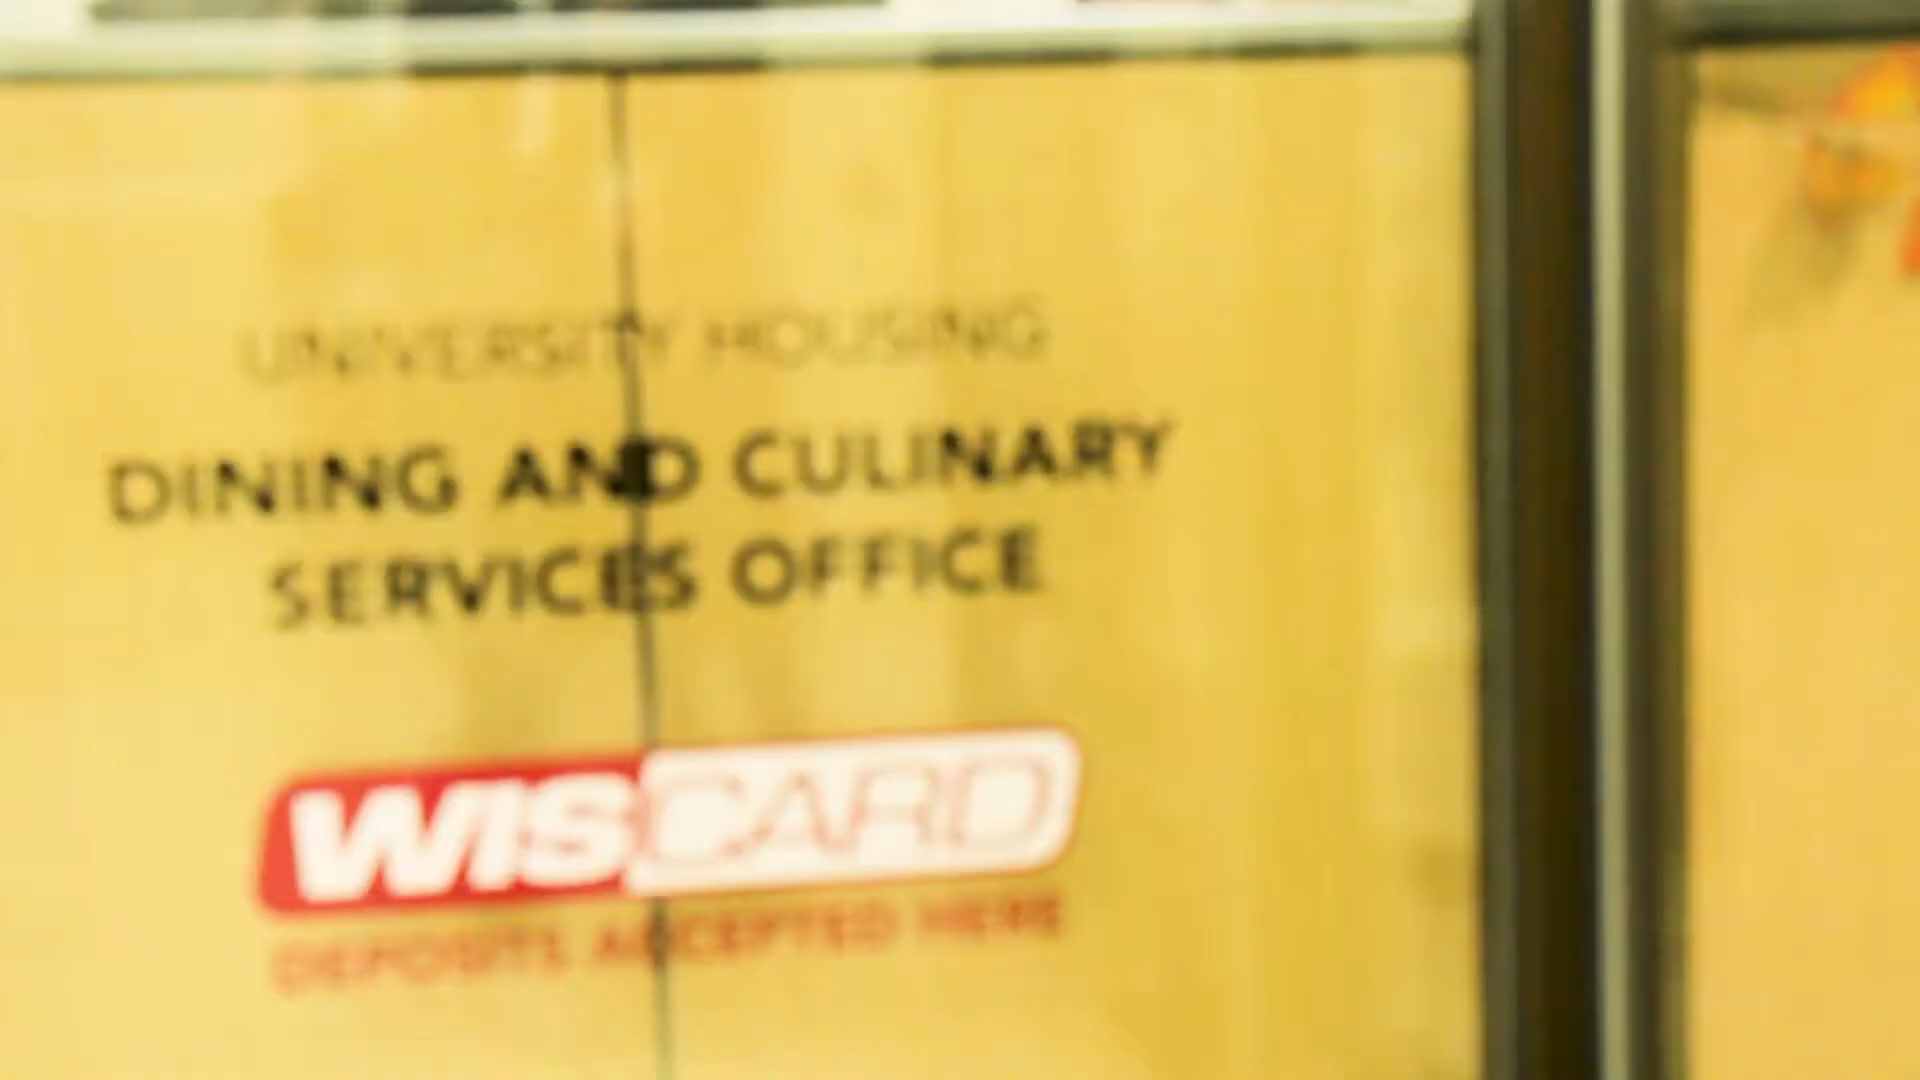 UNIVERSITY HOUSING
DINING AND CULINARY
SERVICES OFFICE
WISCARD
DEPOSITS ACCEPTED HERE